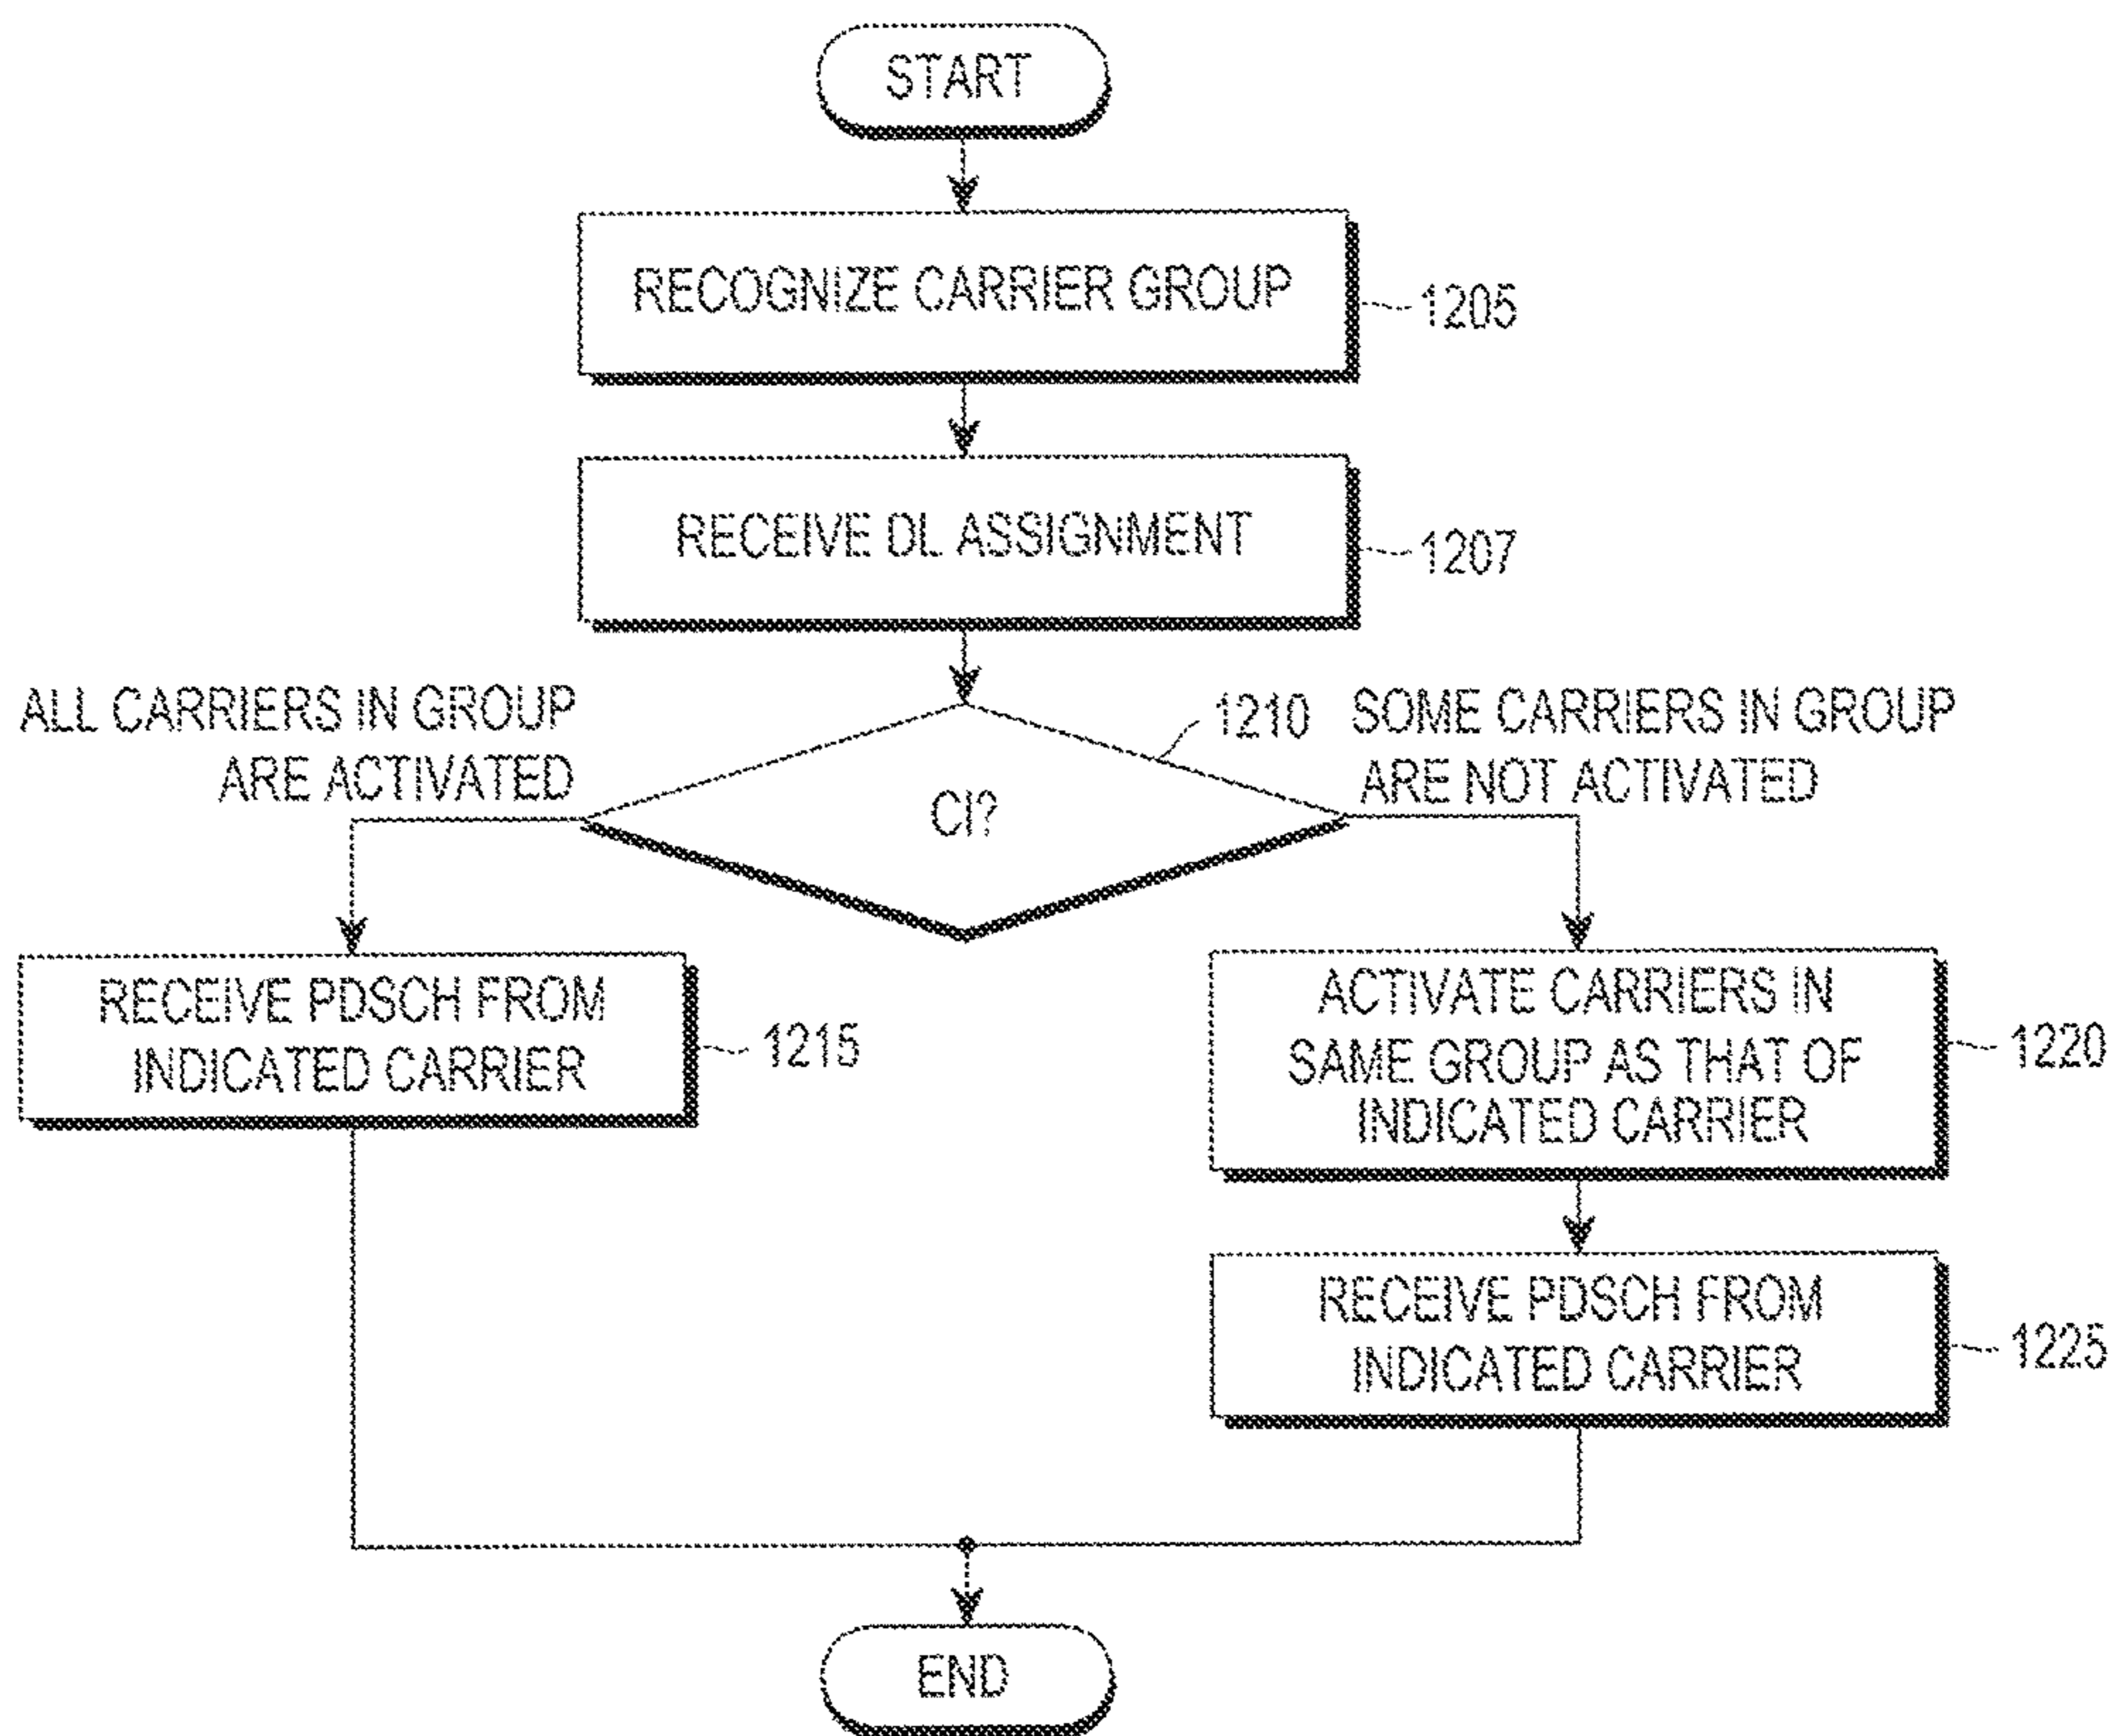 START
RECOGNIZE CARRIER GROUP
1205
RECEIVE DL ASSIGNMENT
1207
ALL CARRIERS IN GROUP
ARE ACTIVATED
1210
SOME CARRIERS IN GROUP
ARE NOT ACTIVATED
CI?
RECEIVE PDSCH FROM
INDICATED CARRIER
1215
ACTIVATE CARRIERS IN
SAME GROUP AS THAT OF
INDICATED CARRIER
1220
RECEIVE PDSCH FROM
INDICATED CARRIER
1225
END